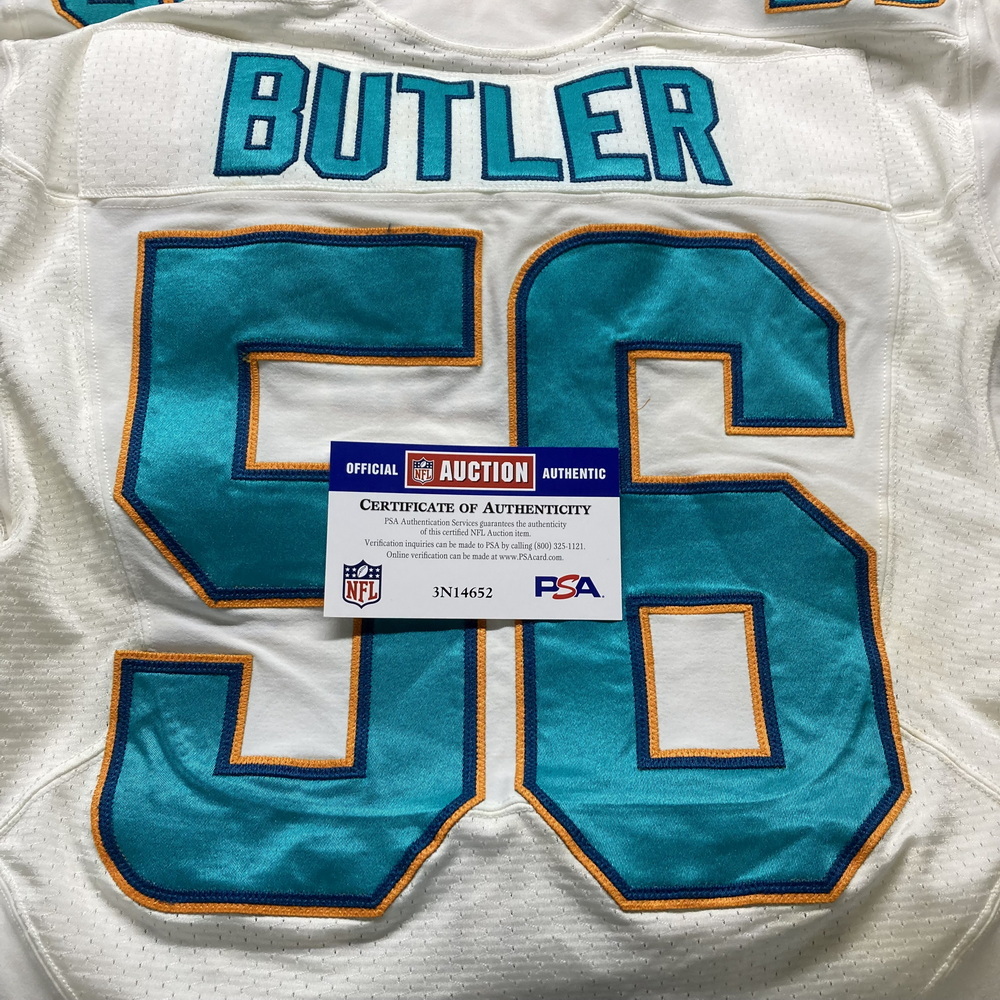 BUTLER
56
OFFICIAL NFL AUCTION AUTHENTIC
CERTIFICATE OF AUTHENTICITY
PSA Authentication Services guarantees the authenticity
of this certified NFL Auction item.
Verification inquiries can be made to PSA by calling (800) 325-1121.
Online verification can be made at www.PSAcard.com.
NFL 3N14652 PSA.